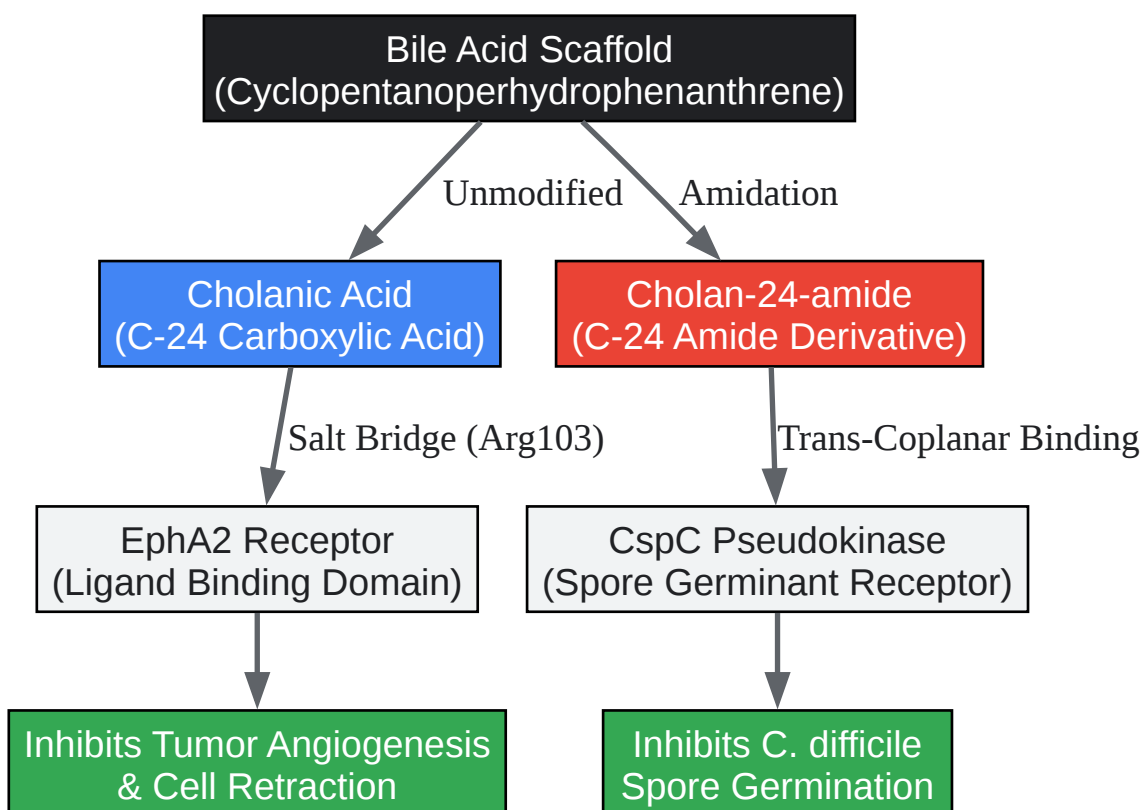 Bile Acid Scaffold
(Cyclopentanoperhydrophenanthrene)
Unmodified
Amidation
Cholanic Acid
(C-24 Carboxylic Acid)
Cholan-24-amide
(C-24 Amide Derivative)
Salt Bridge (Arg103)
Trans-Coplanar Binding
EphA2 Receptor
(Ligand Binding Domain)
CspC Pseudokinase
(Spore Germinant Receptor)
Inhibits Tumor Angiogenesis
& Cell Retraction
Inhibits C. difficile
Spore Germination